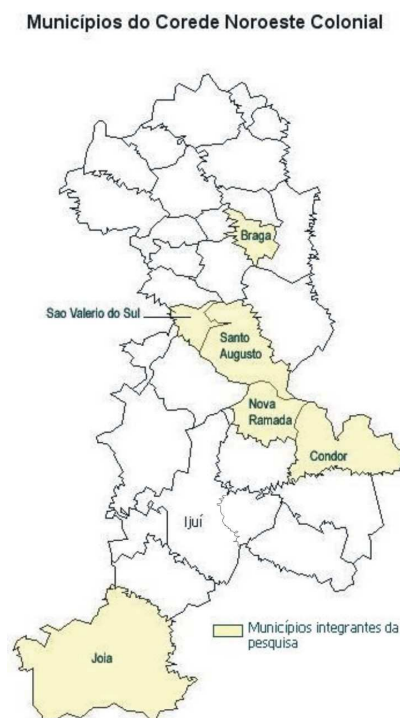 Municípios do Corede Noroeste Colonial
Braga
Sao Valerio do Sul
Santo
Augusto
Nova
Ramada
Condor
Ijuí
Municípios integrantes da
pesquisa
Joia